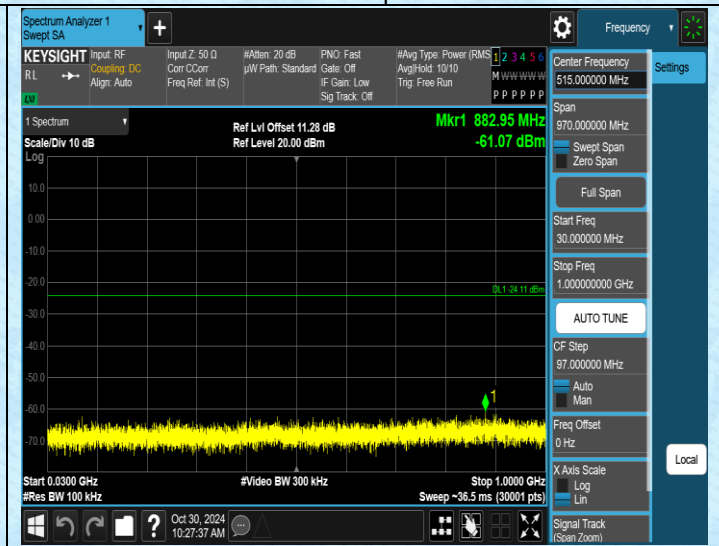 Spectrum Analyzer 1
Swept SA
+
Frequency
KEYSIGHT
RL
Input: RF
Coupling: DC
Align: Auto
Input Z: 50 Ω
Corr CCorr
Freq Ref: Int (S)
#Atten: 20 dB
µW Path: Standard
PNO: Fast
Gate: Off
IF Gain: Low
Sig Track: Off
#Avg Type: Power (RMS
Avg|Hold: 10/10
Trig: Free Run
1 2 3 4 5 6
M W W W W W
P P P P P P
1 Spectrum
Scale/Div 10 dB
Log
Ref Lvl Offset 11.28 dB
Ref Level 20.00 dBm
Mkr1 882.95 MHz
-61.07 dBm
10.0
0.00
-10.0
-20.0
DL1 -24.11 dBm
-30.0
-40.0
-50.0
1
-60.0
-70.0
Start 0.0300 GHz
#Video BW 300 kHz
Stop 1.0000 GHz
#Res BW 100 kHz
Sweep ~36.5 ms (30001 pts)
?
Oct 30, 2024
10:27:37 AM
Center Frequency
515.000000 MHz
Settings
Span
970.000000 MHz
Swept Span
Zero Span
Full Span
Start Freq
30.000000 MHz
Stop Freq
1.000000000 GHz
AUTO TUNE
CF Step
97.000000 MHz
Auto
Man
Freq Offset
0 Hz
X Axis Scale
Log
Lin
Local
Signal Track
(Span Zoom)